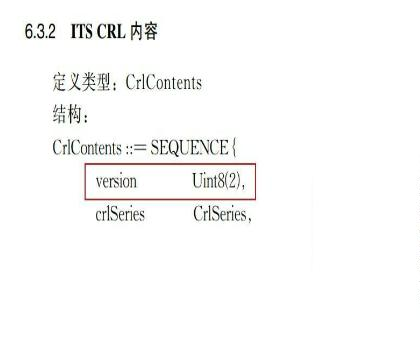 6.3.2 ITS CRL 内容
定义类型：CrlContents
结构：
CrlContents ::= SEQUENCE {
version Uint8(2),
crlSeries CrlSeries,